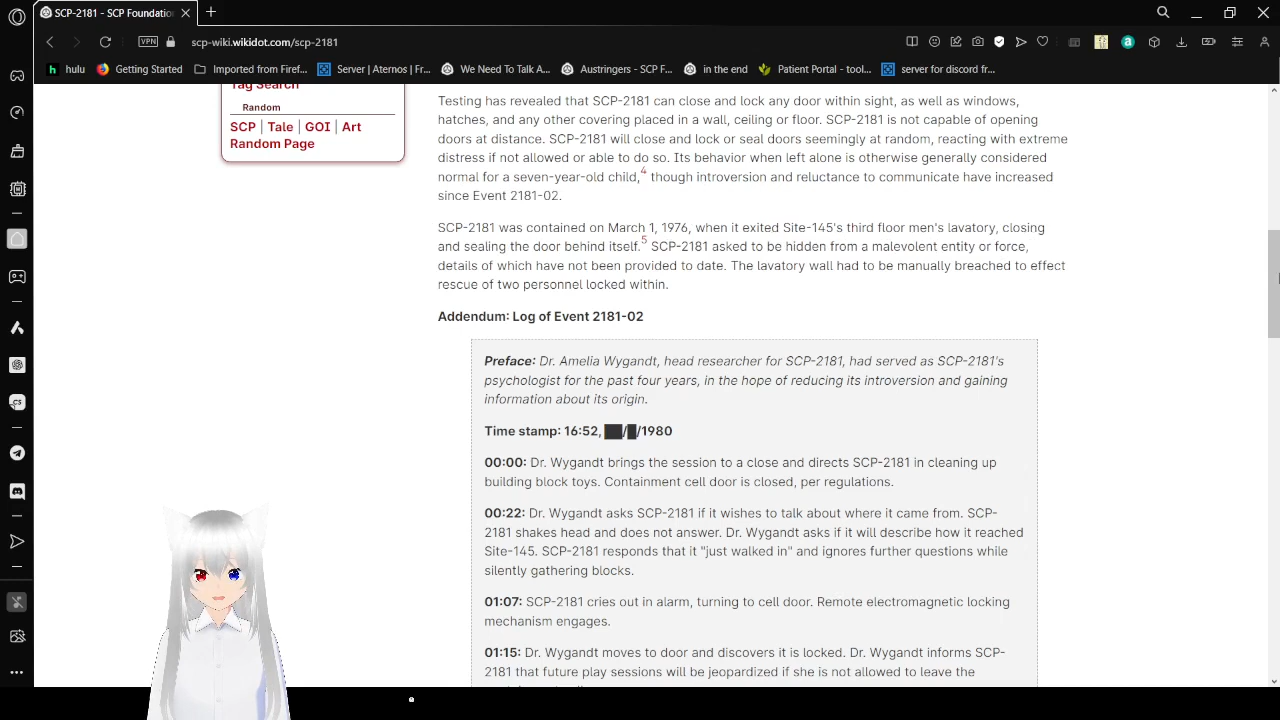 SCP-2181 - SCP Foundatio
scp-wiki.wikidot.com/scp-2181
VPN
hulu
Getting Started
Imported from Firef...
Server | Aternos | Fr...
We Need To Talk A...
Austringers - SCP F...
in the end
Patient Portal - tool...
server for discord fr...
Tag Search
Random
SCP | Tale | GOI | Art
Random Page
Testing has revealed that SCP-2181 can close and lock any door within sight, as well as windows,
hatches, and any other covering placed in a wall, ceiling or floor. SCP-2181 is not capable of opening
doors at distance. SCP-2181 will close and lock or seal doors seemingly at random, reacting with extreme
distress if not allowed or able to do so. Its behavior when left alone is otherwise generally considered
normal for a seven-year-old child,4 though introversion and reluctance to communicate have increased
since Event 2181-02.
SCP-2181 was contained on March 1, 1976, when it exited Site-145's third floor men's lavatory, closing
and sealing the door behind itself.5 SCP-2181 asked to be hidden from a malevolent entity or force,
details of which have not been provided to date. The lavatory wall had to be manually breached to effect
rescue of two personnel locked within.
Addendum: Log of Event 2181-02
Preface: Dr. Amelia Wygandt, head researcher for SCP-2181, had served as SCP-2181's
psychologist for the past four years, in the hope of reducing its introversion and gaining
information about its origin.
Time stamp: 16:52, ██/█/1980
00:00: Dr. Wygandt brings the session to a close and directs SCP-2181 in cleaning up
building block toys. Containment cell door is closed, per regulations.
00:22: Dr. Wygandt asks SCP-2181 if it wishes to talk about where it came from. SCP-
2181 shakes head and does not answer. Dr. Wygandt asks if it will describe how it reached
Site-145. SCP-2181 responds that it "just walked in" and ignores further questions while
silently gathering blocks.
01:07: SCP-2181 cries out in alarm, turning to cell door. Remote electromagnetic locking
mechanism engages.
01:15: Dr. Wygandt moves to door and discovers it is locked. Dr. Wygandt informs SCP-
2181 that future play sessions will be jeopardized if she is not allowed to leave the